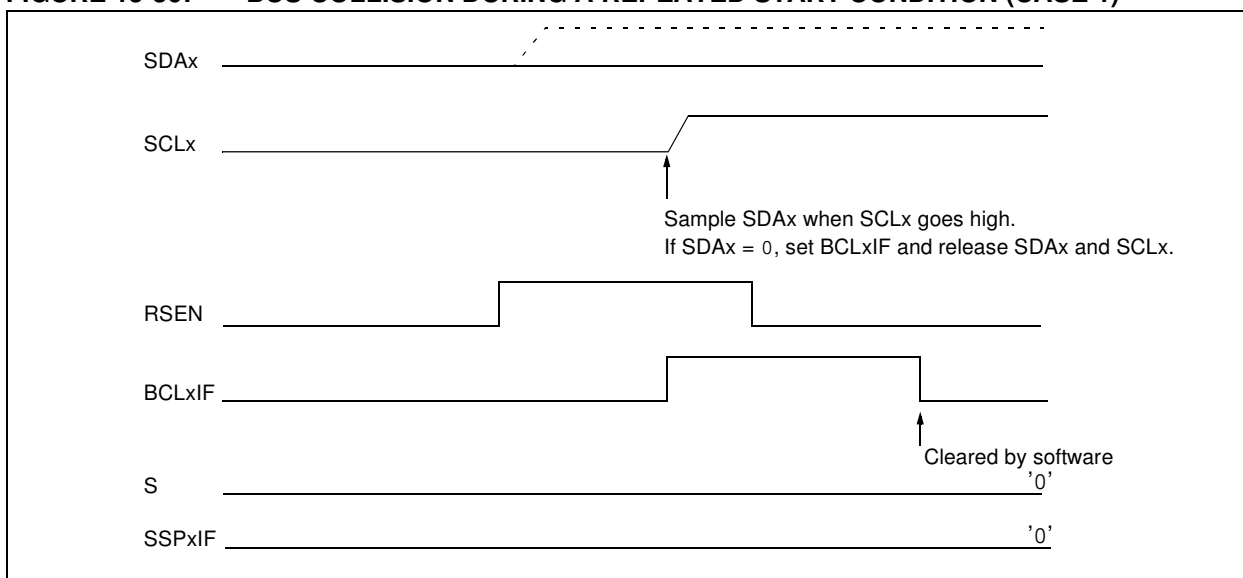 SDAx
SCLx
Sample SDAx when SCLx goes high.
If SDAx = 0, set BCLxIF and release SDAx and SCLx.
RSEN
BCLxIF
Cleared by software
S '0'
SSPxIF '0'